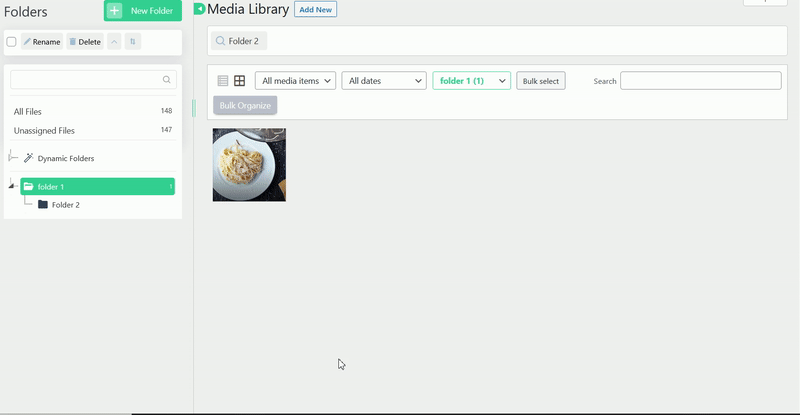 Folders
New Folder
Rename
Delete
All Files 148
Unassigned Files 147
Dynamic Folders
folder 1 1
Folder 2
Media Library
Add New
Folder 2
All media items
All dates
folder 1 (1)
Bulk select
Search
Bulk Organize